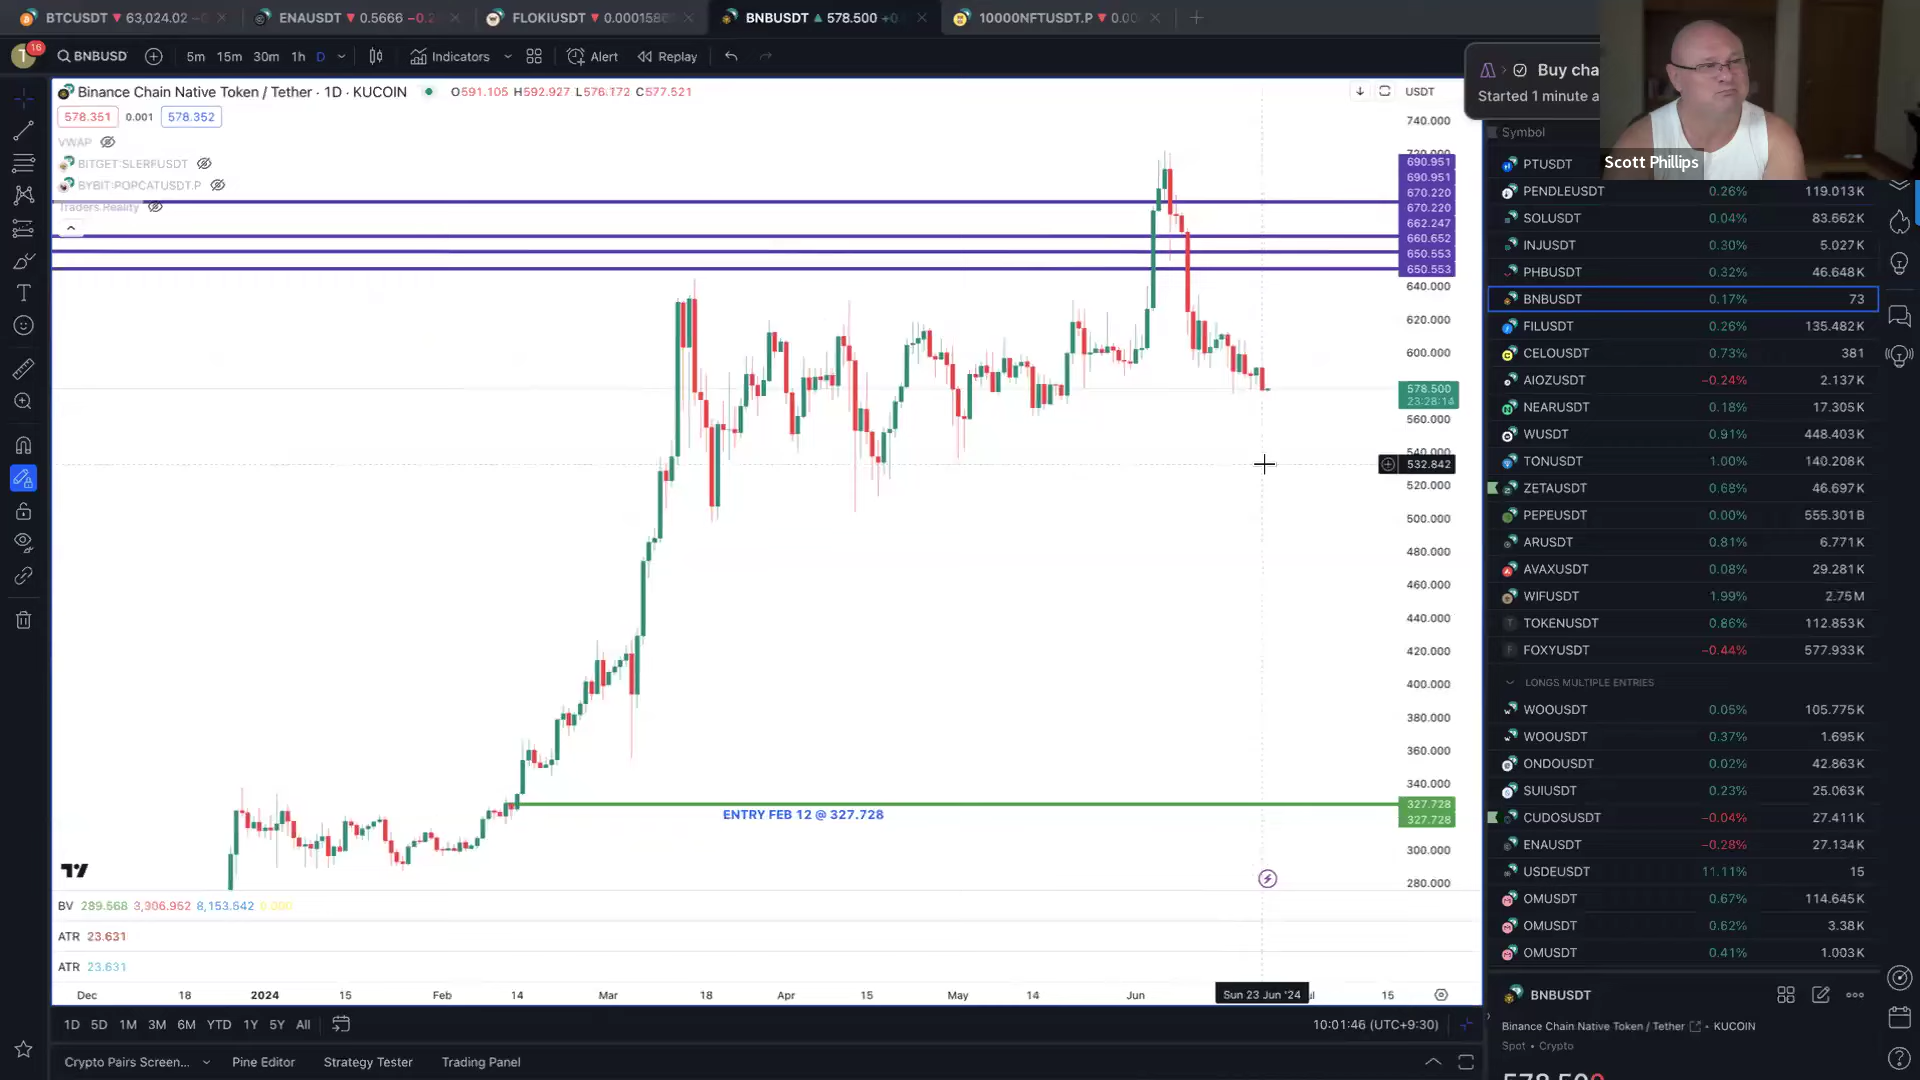 BTCUSDT ▼ 63,024.02
ENAUSDT ▼ 0.5666
FLOKIUSDT ▼
BNBUSDT ▲ 578.500
10000NFTUSDT.P ▼ 0.00
T
16
BNBUSD
5m 15m 30m 1h D
Indicators
Alert
Replay
Buy cha
Started 1 minute a
Scott Phillips
Binance Chain Native Token / Tether · 1D · KUCOIN
O591.105 H592.927 L576.172 C577.521
578.351
0.001
578.352
VWAP
BITGET:SLERFUSDT
BYBIT:POPCATUSDT.P
Traders Reality
USDT
740.000
690.951
690.951
670.220
670.220
662.247
660.652
650.553
650.553
640.000
620.000
600.000
578.500
23:28:14
560.000
532.842
520.000
500.000
480.000
460.000
440.000
420.000
400.000
380.000
360.000
340.000
327.728
327.728
300.000
280.000
ENTRY FEB 12 @ 327.728
BV 289.568 3,306.952 8,153.642 0.000
ATR 23.631
ATR 23.631
Dec 18 2024 15 Feb 14 Mar 18 Apr 15 May 14 Jun Sun 23 Jun '24 15
1D 5D 1M 3M 6M YTD 1Y 5Y All
10:01:46 (UTC+9:30)
Crypto Pairs Screen...
Pine Editor
Strategy Tester
Trading Panel
Symbol
PTUSDT
PENDLEUSDT 0.26% 119.013K
SOLUSDT 0.04% 83.662K
INJUSDT 0.30% 5.027K
PHBUSDT 0.32% 46.648K
BNBUSDT 0.17% 73
FILUSDT 0.26% 135.482K
CELOUSDT 0.73% 381
AIOZUSDT −0.24% 2.137K
NEARUSDT 0.18% 17.305K
WUSDT 0.91% 448.403K
TONUSDT 1.00% 140.208K
ZETAUSDT 0.68% 46.697K
PEPEUSDT 0.00% 555.301B
ARUSDT 0.81% 6.771K
AVAXUSDT 0.08% 29.281K
WIFUSDT 1.99% 2.75M
TOKENUSDT 0.86% 112.853K
FOXYUSDT −0.44% 577.933K
LONGS MULTIPLE ENTRIES
WOOUSDT 0.05% 105.775K
WOOUSDT 0.37% 1.695K
ONDOUSDT 0.02% 42.863K
SUIUSDT 0.23% 25.063K
CUDOSUSDT −0.04% 27.411K
ENAUSDT −0.28% 27.134K
USDEUSDT 11.11% 15
OMUSDT 0.67% 114.645K
OMUSDT 0.62% 3.38K
OMUSDT 0.41% 1.003K
BNBUSDT
Binance Chain Native Token / Tether • KUCOIN
Spot • Crypto